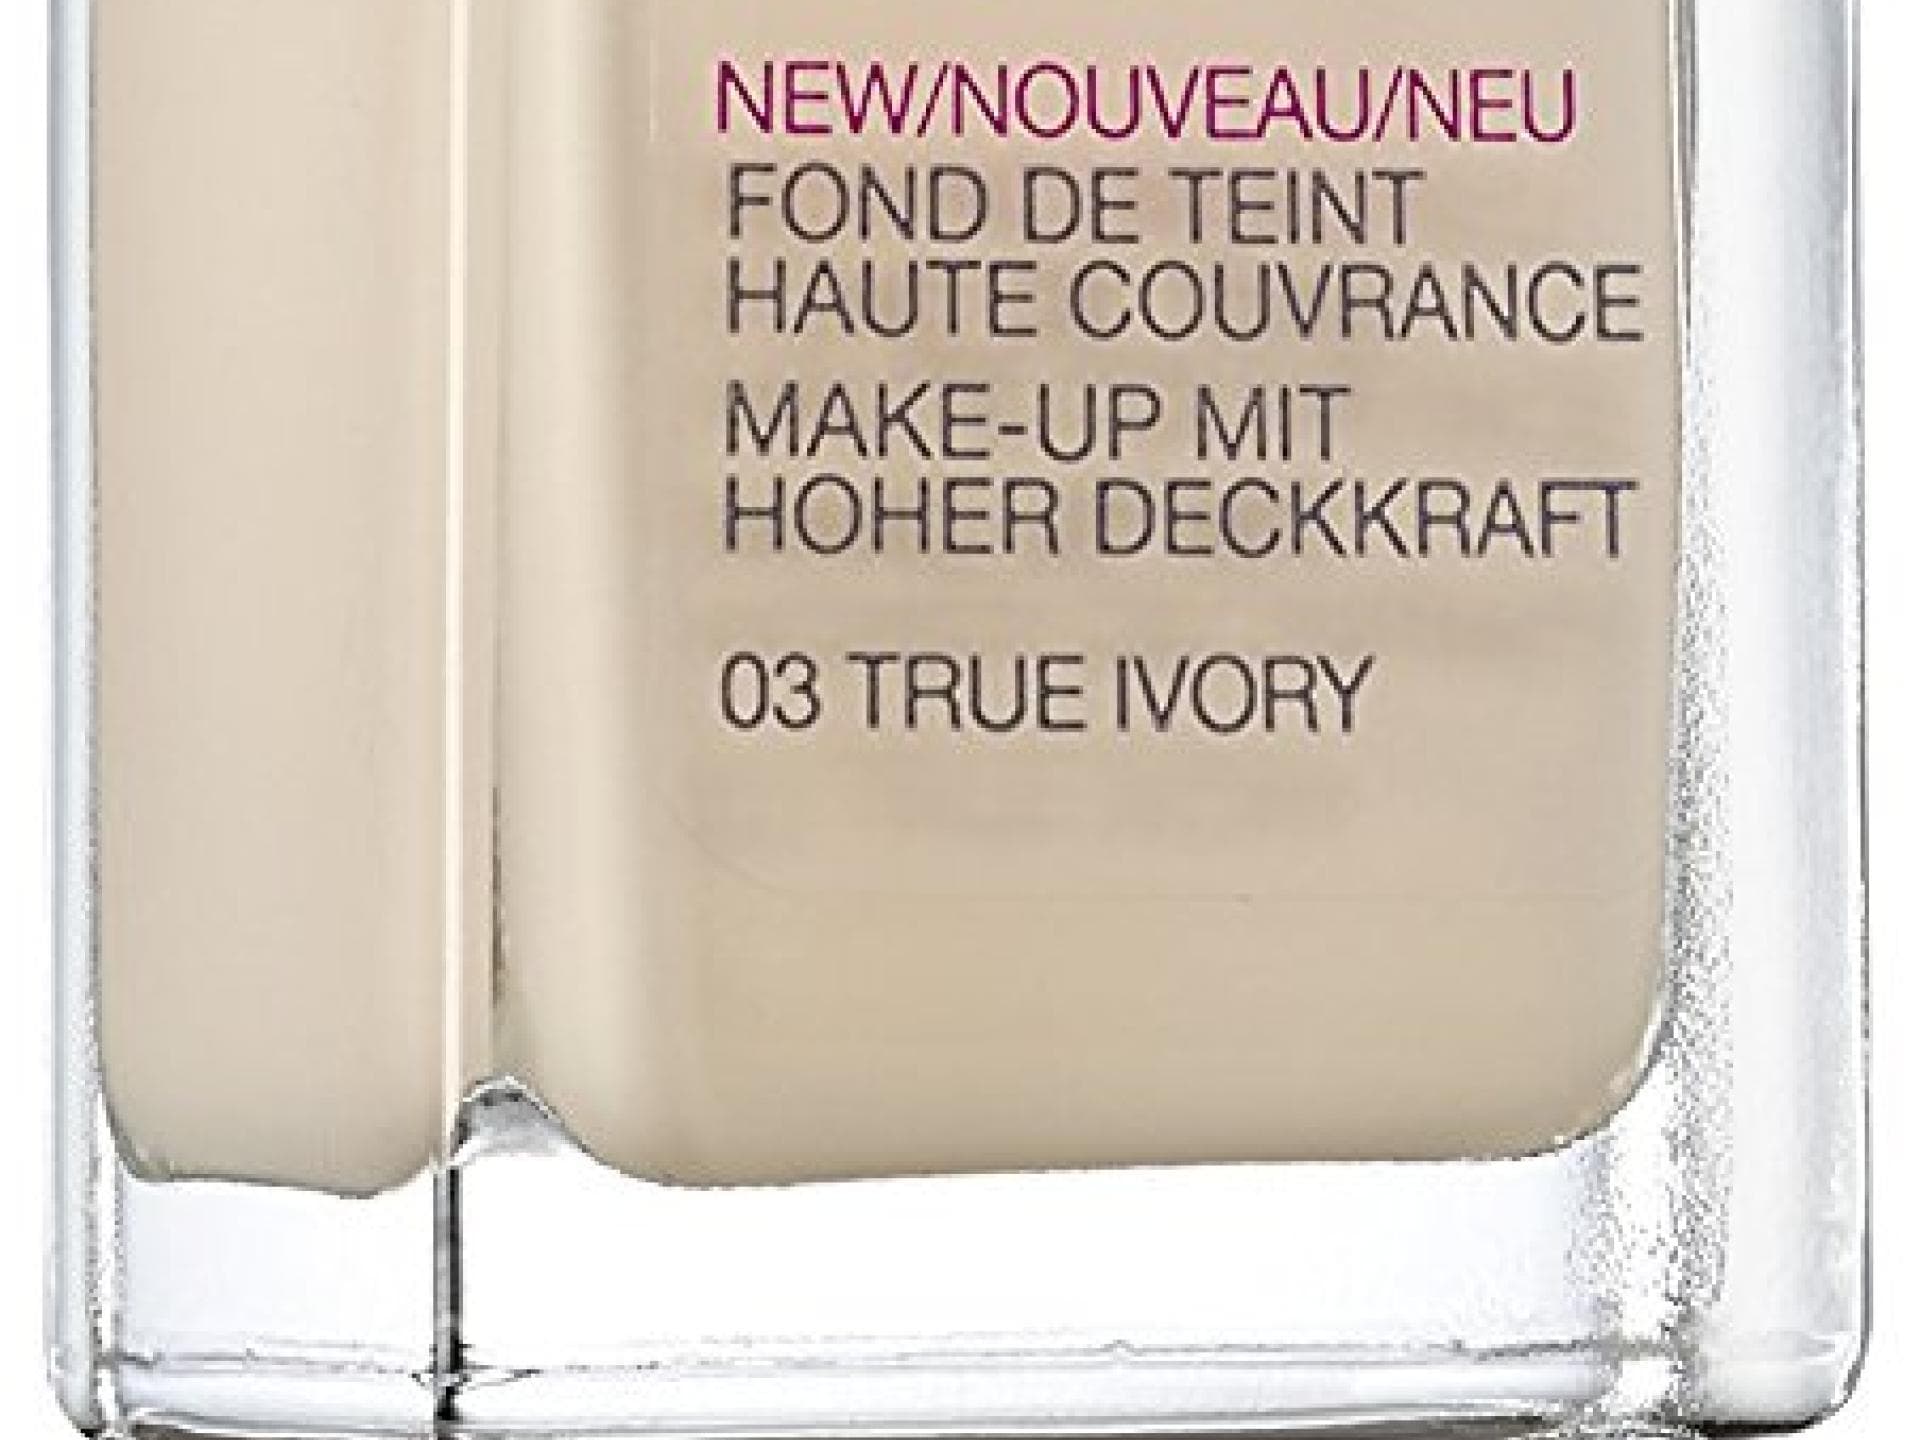 NEW/NOUVEAU/NEU
FOND DE TEINT
HAUTE COUVRANCE
MAKE-UP MIT
HOHER DECKKRAFT
03 TRUE IVORY